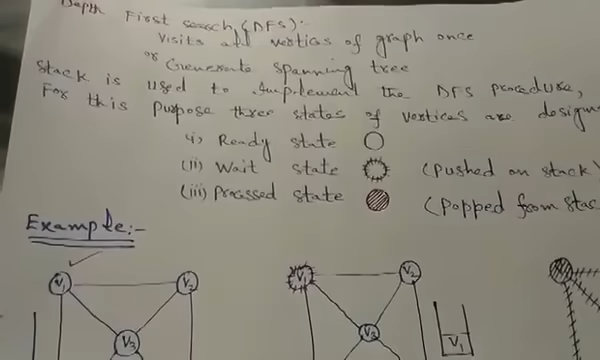 Depth First search (DFS):
Visits all vertices of graph once
or Generate spanning tree
Stack is used to implement the DFS procedure,
For this purpose three states of vertices are design
(i) Ready state
(ii) Wait state (pushed on stack)
(iii) Processed state (popped from stac
Example:-
V1 V2 V1 V2
V3 V3 V1